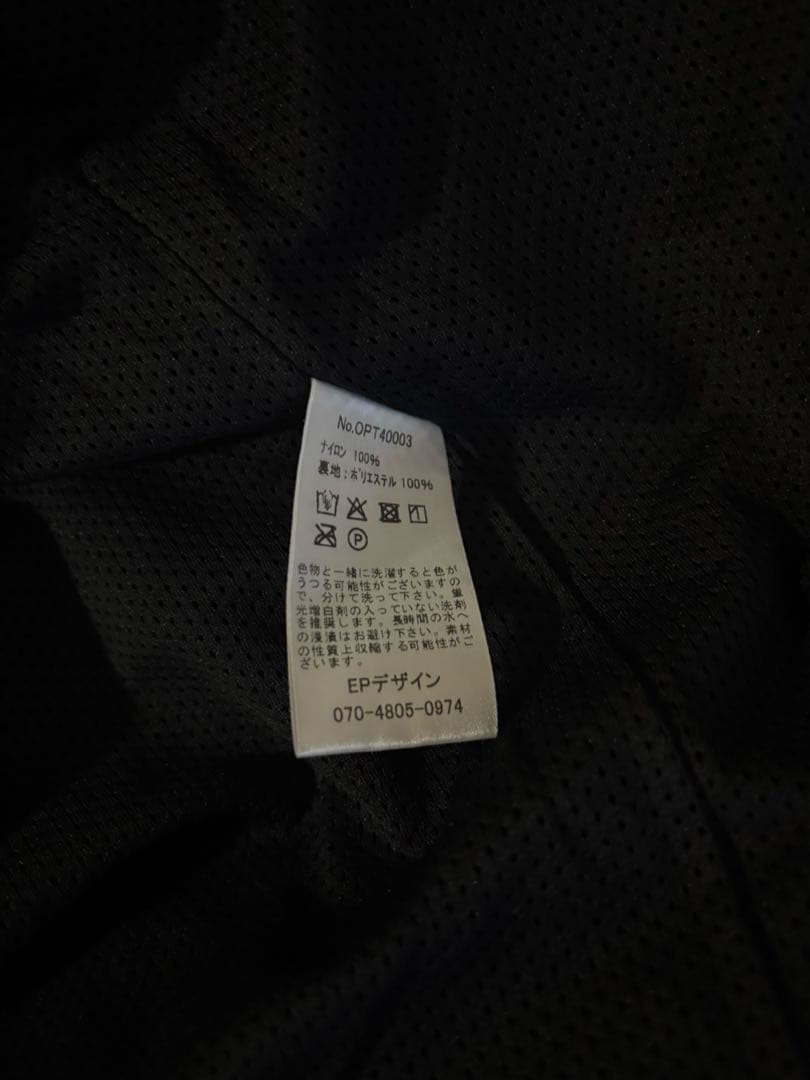 No.OPT40003
ナイロン 100%
裏地：ポリエステル 100%
P
色物と一緒に洗濯すると色が
うつる可能性がございますの
で、分けて洗って下さい。蛍
光増白剤の入っていない洗剤
を推奨します。長時間の水へ
の浸漬はお避け下さい。素材
の性質上収縮する可能性がご
ざいます。
EPデザイン
070-4805-0974